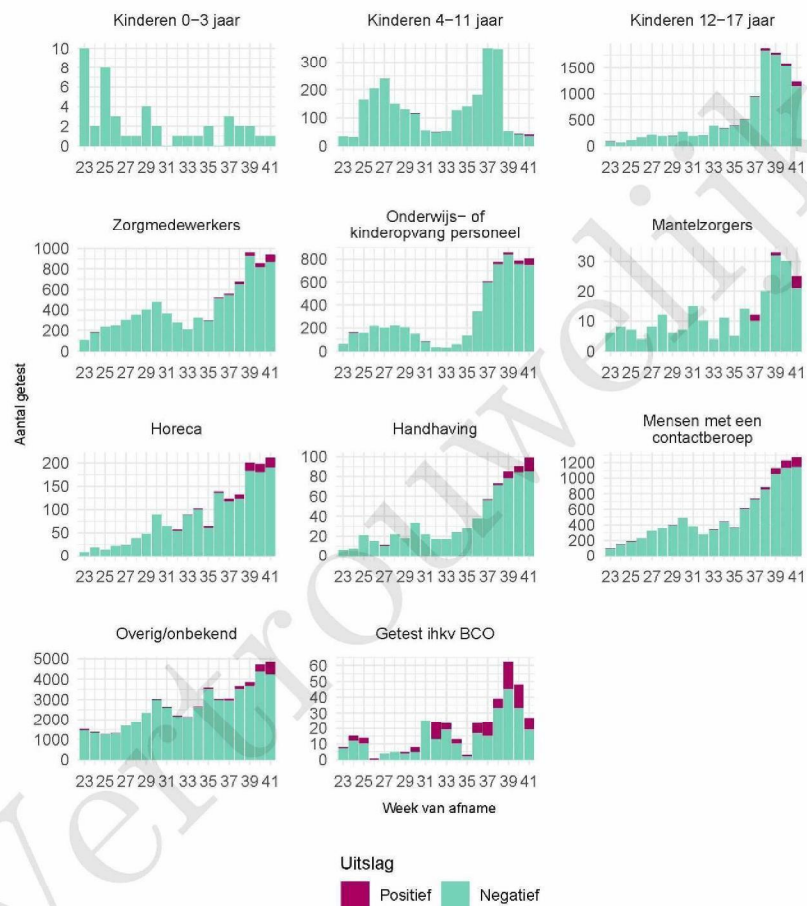 Kinderen 0−3 jaar
Kinderen 4−11 jaar
Kinderen 12−17 jaar
10
8
6
4
2
0
23 25 27 29 31 33 35 37 39 41
300
200
100
0
23 25 27 29 31 33 35 37 39 41
1500
1000
500
0
23 25 27 29 31 33 35 37 39 41
Zorgmedewerkers
Onderwijs− of
kinderopvang personeel
Mantelzorgers
1000
800
600
400
200
0
23 25 27 29 31 33 35 37 39 41
800
600
400
200
0
23 25 27 29 31 33 35 37 39 41
30
20
10
0
23 25 27 29 31 33 35 37 39 41
Aantal getest
Horeca
Handhaving
Mensen met een
contactberoep
200
150
100
50
0
23 25 27 29 31 33 35 37 39 41
100
80
60
40
20
0
23 25 27 29 31 33 35 37 39 41
1200
1000
800
600
400
200
0
23 25 27 29 31 33 35 37 39 41
Overig/onbekend
Getest ihkv BCO
5000
4000
3000
2000
1000
0
23 25 27 29 31 33 35 37 39 41
60
50
40
30
20
10
0
23 25 27 29 31 33 35 37 39 41
Week van afname
Uitslag
Positief
Negatief
Vertrouwelijk